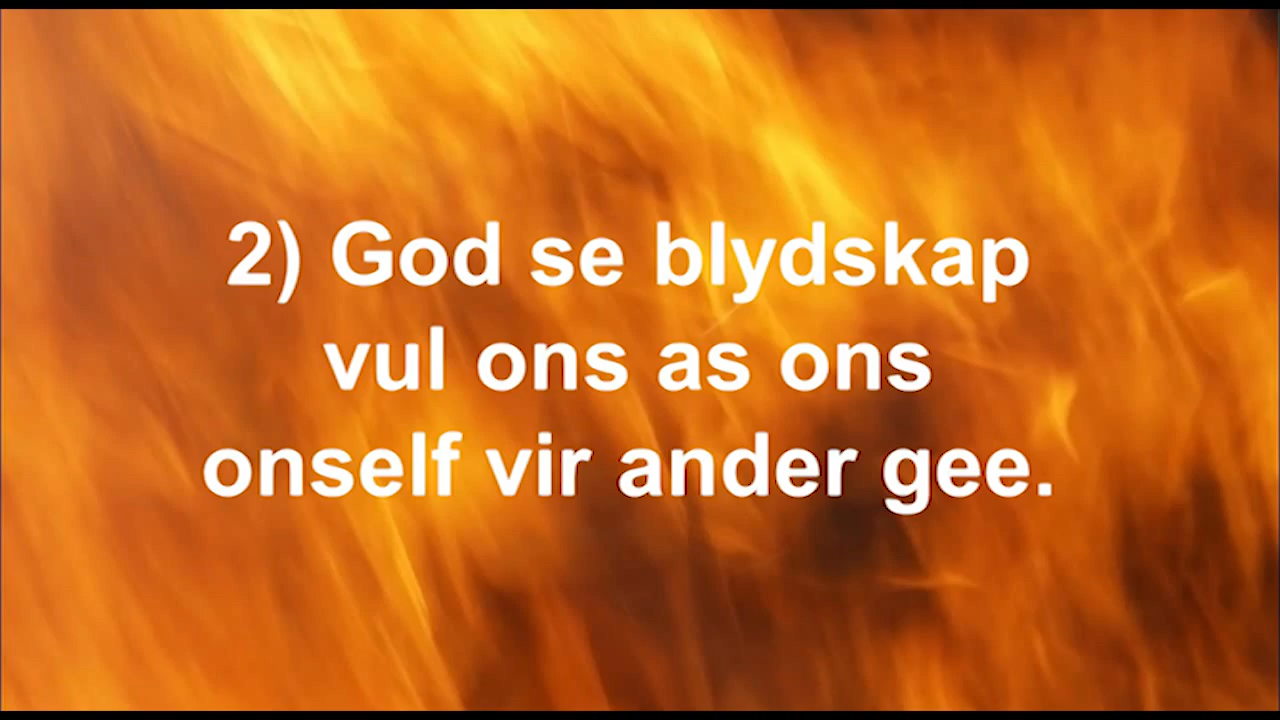 2) God se blydskap
vul ons as ons
onself vir ander gee.